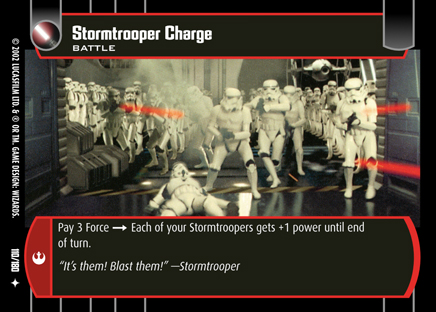 Stormtrooper Charge
BATTLE
Pay 3 Force → Each of your Stormtroopers gets +1 power until end
of turn.
"It's them! Blast them!" —Stormtrooper
© 2002 LUCASFILM LTD. & ® OR TM. GAME DESIGN: WIZARDS.
110/180